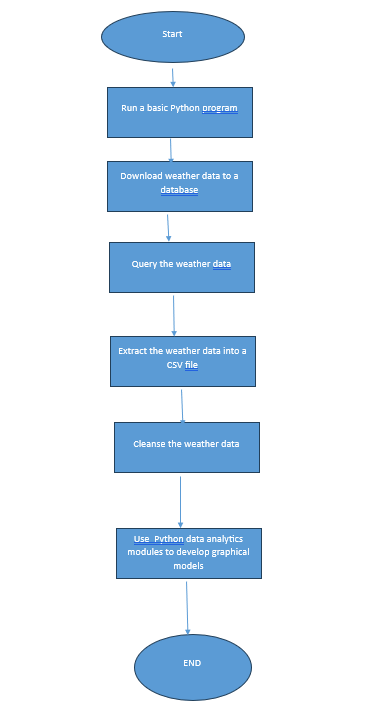 Start
Run a basic Python program
Download weather data to a
database
Query the weather data
Extract the weather data into a
CSV file
Cleanse the weather data
Use  Python data analytics
modules to develop graphical
models
END